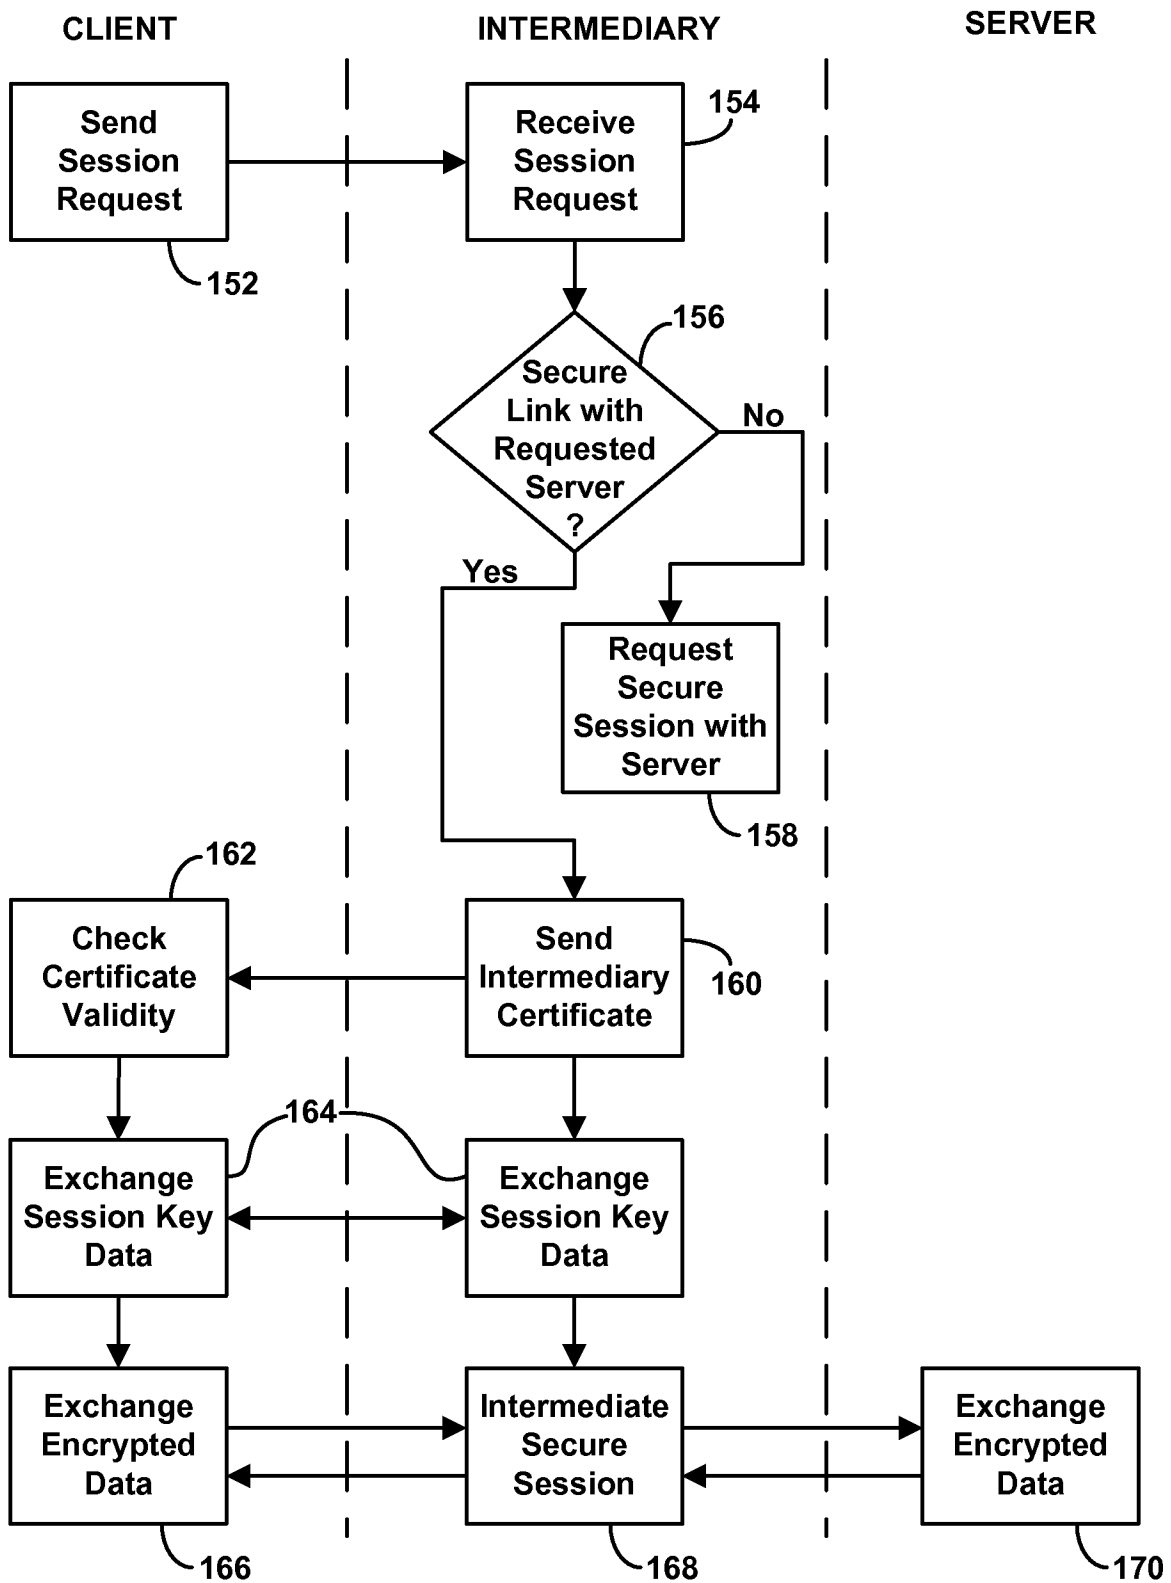 CLIENT
INTERMEDIARY
SERVER
Send
Session
Request
152
Receive
Session
Request
154
156
Secure
Link with
Requested
Server
?
No
Yes
Request
Secure
Session with
Server
158
162
Check
Certificate
Validity
Send
Intermediary
Certificate
160
164
Exchange
Session Key
Data
Exchange
Session Key
Data
Exchange
Encrypted
Data
166
Intermediate
Secure
Session
168
Exchange
Encrypted
Data
170